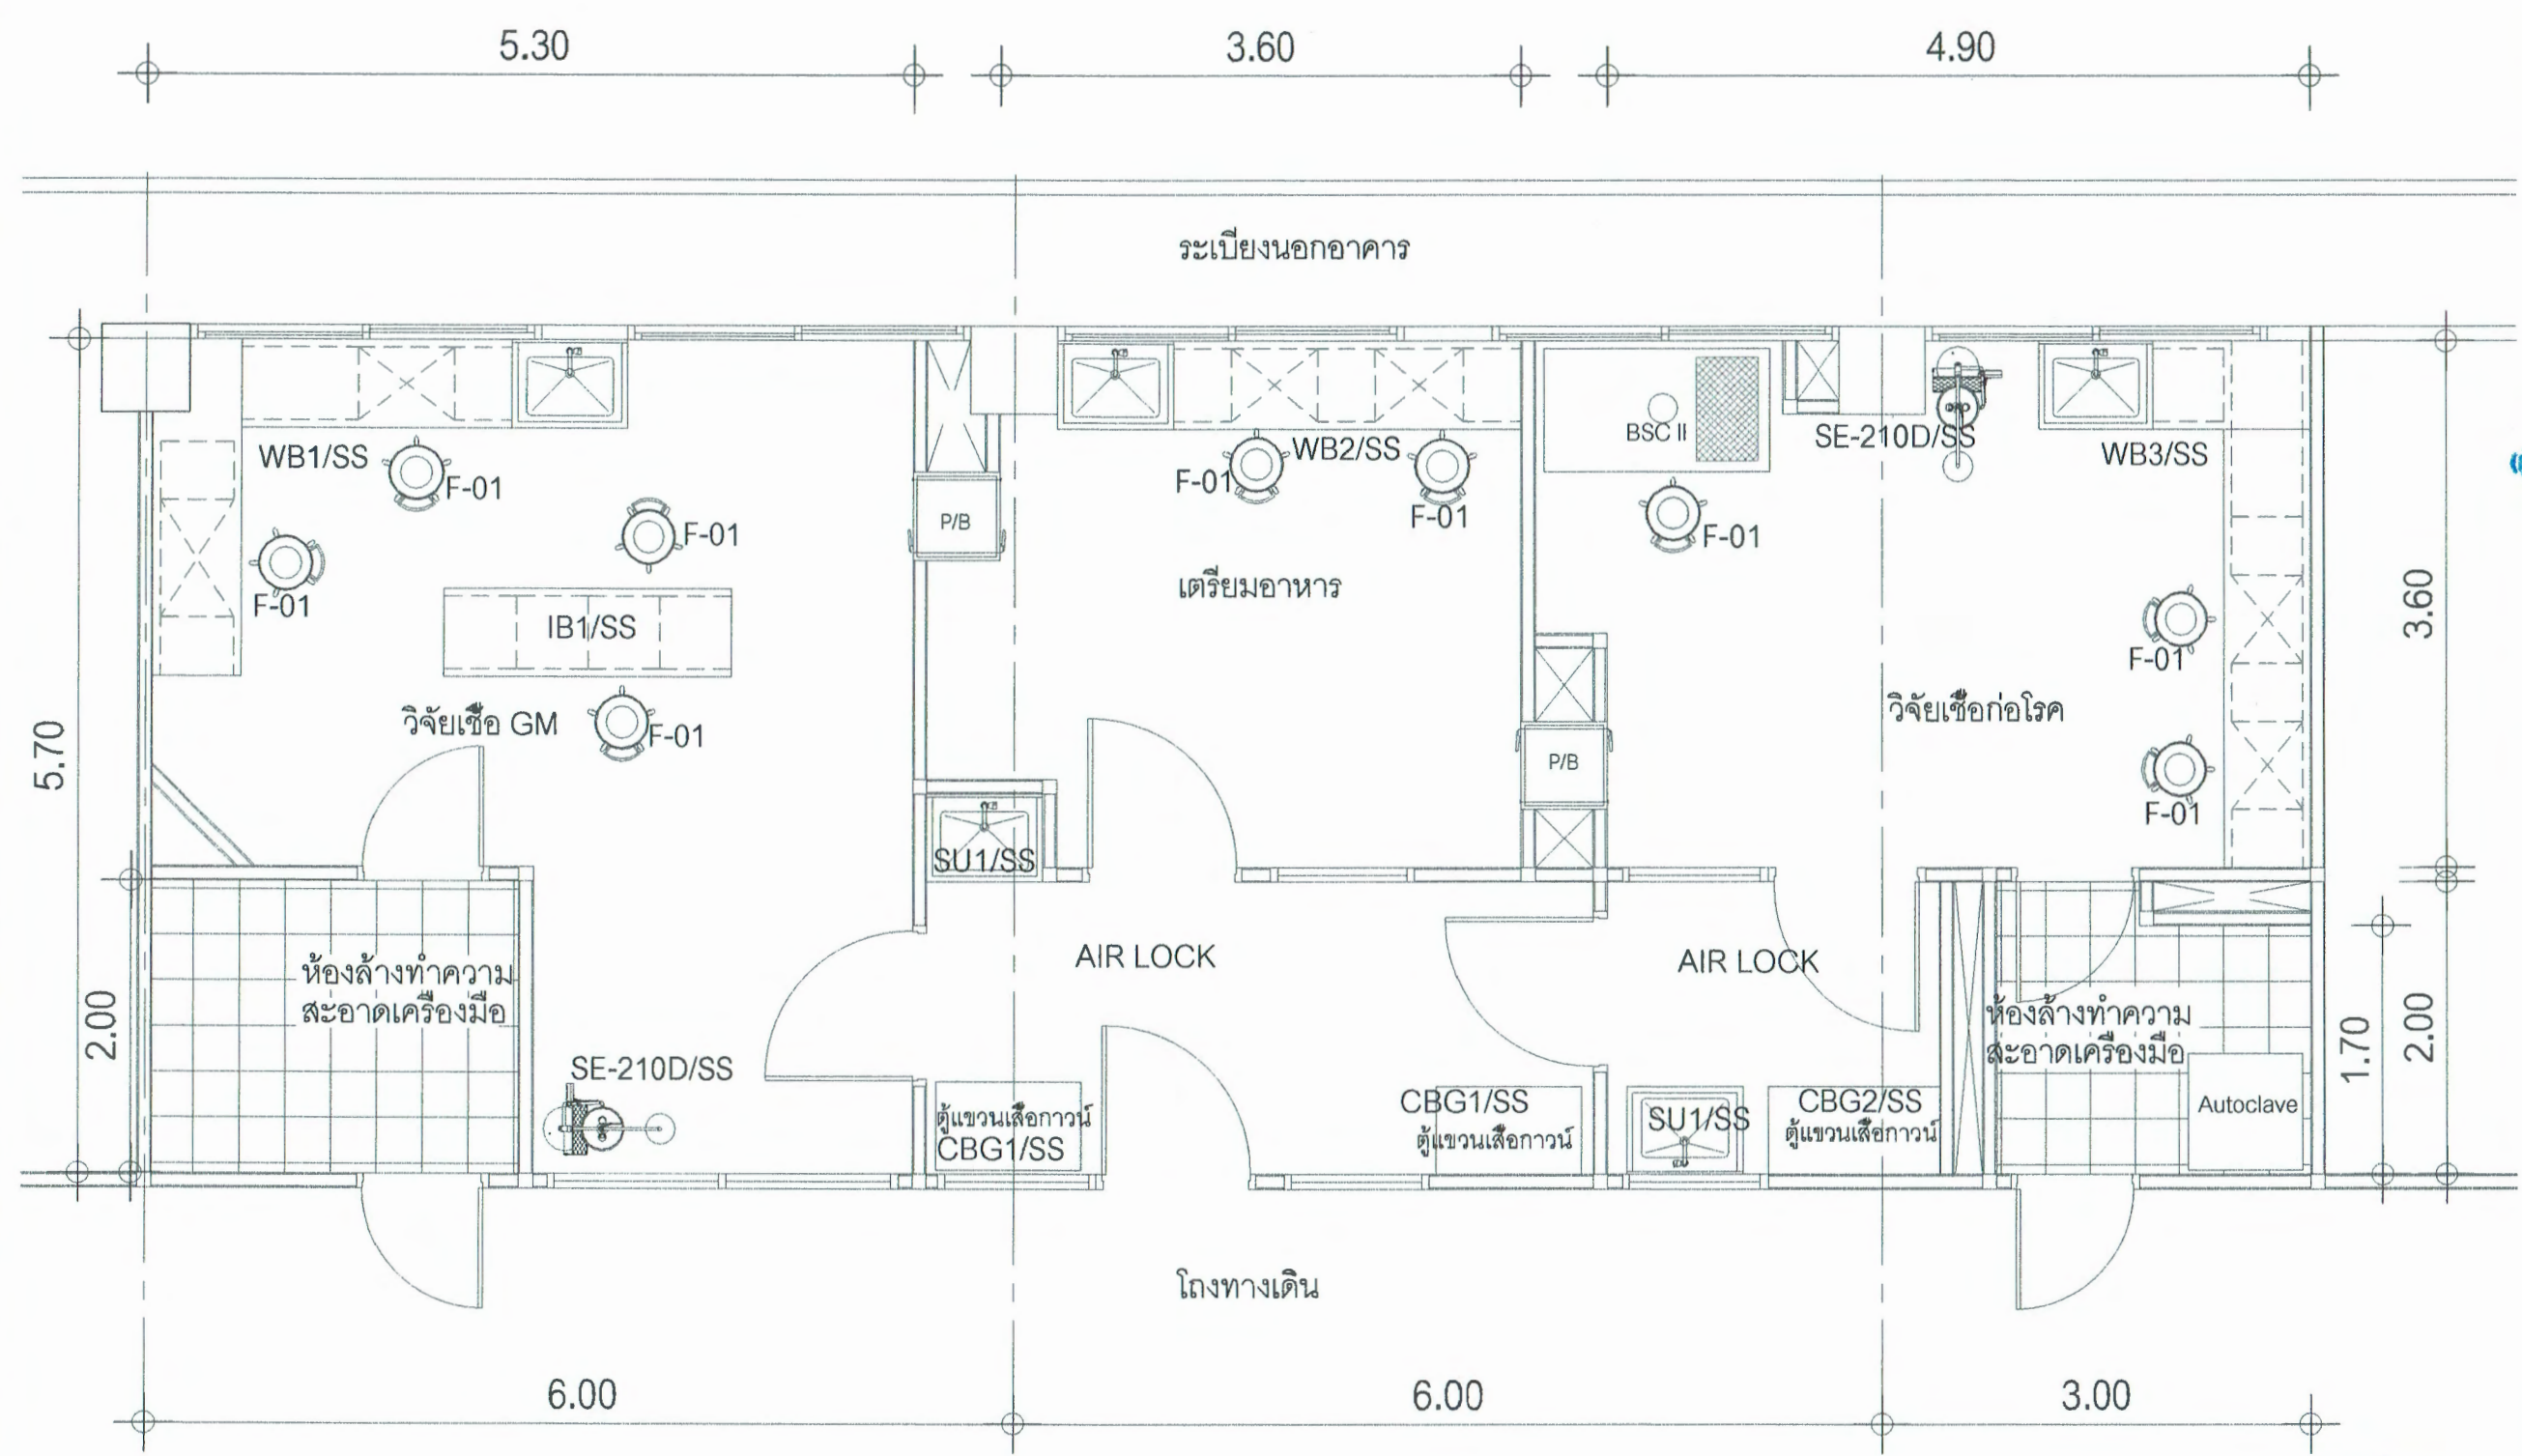 5.30
3.60
4.90
ระเบียงนอกอาคาร
WB1/SS
F-01
F-01
F-01
F-01
IB1/SS
วิจัยเชื้อ GM
P/B
WB2/SS
F-01
F-01
เตรียมอาหาร
BSC II
F-01
SE-210D/SS
WB3/SS
P/B
วิจัยเชื้อก่อโรค
F-01
F-01
5.70
3.60
2.00
1.70
2.00
SU1/SS
AIR LOCK
AIR LOCK
ห้องล้างทำความ
สะอาดเครื่องมือ
SE-210D/SS
ตู้แขวนเสื้อกาวน์
CBG1/SS
CBG1/SS
ตู้แขวนเสื้อกาวน์
SU1/SS
CBG2/SS
ตู้แขวนเสื้อกาวน์
ห้องล้างทำความ
สะอาดเครื่องมือ
Autoclave
โถงทางเดิน
6.00
6.00
3.00